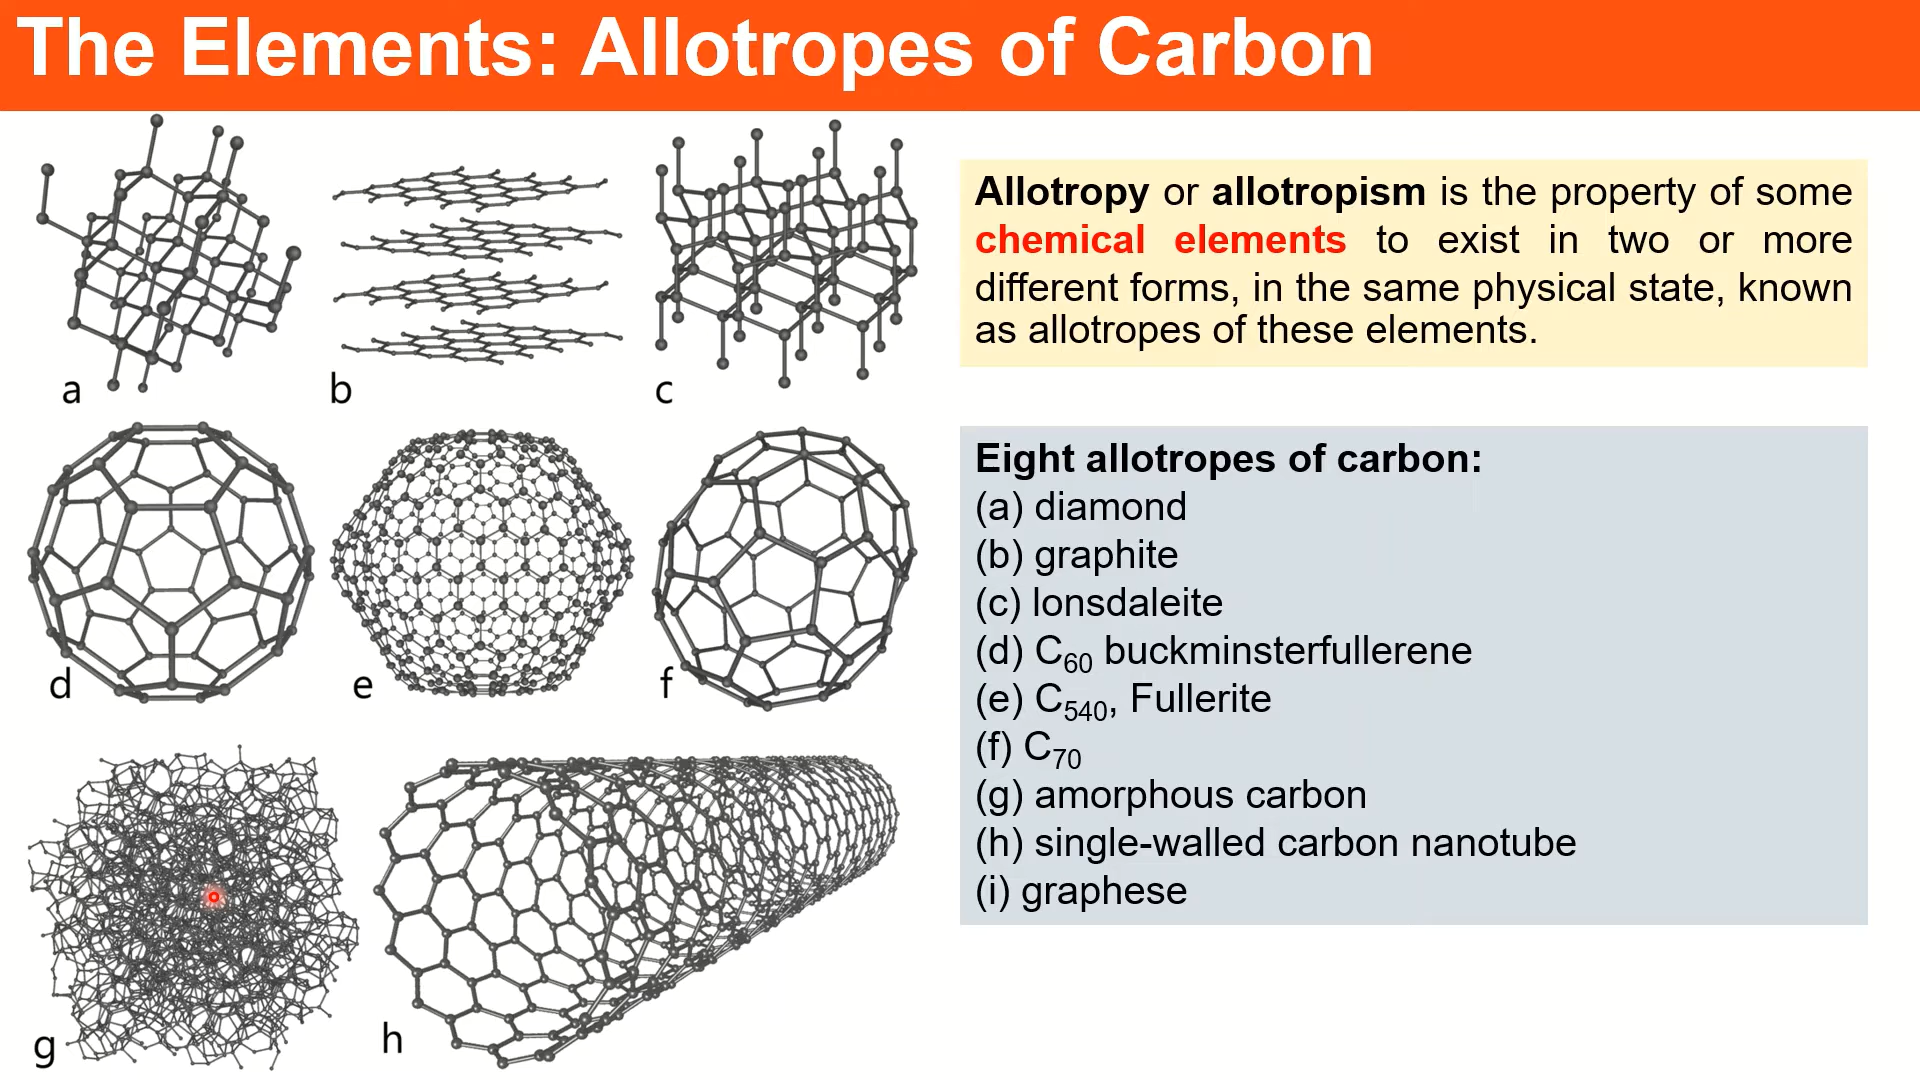 The Elements: Allotropes of Carbon
a
b
c
d
e
f
g
h
Allotropy or allotropism is the property of some
chemical elements to exist in two or more
different forms, in the same physical state, known
as allotropes of these elements.
Eight allotropes of carbon:
(a) diamond
(b) graphite
(c) lonsdaleite
(d) C₆₀ buckminsterfullerene
(e) C₅₄₀, Fullerite
(f) C₇₀
(g) amorphous carbon
(h) single-walled carbon nanotube
(i) graphese